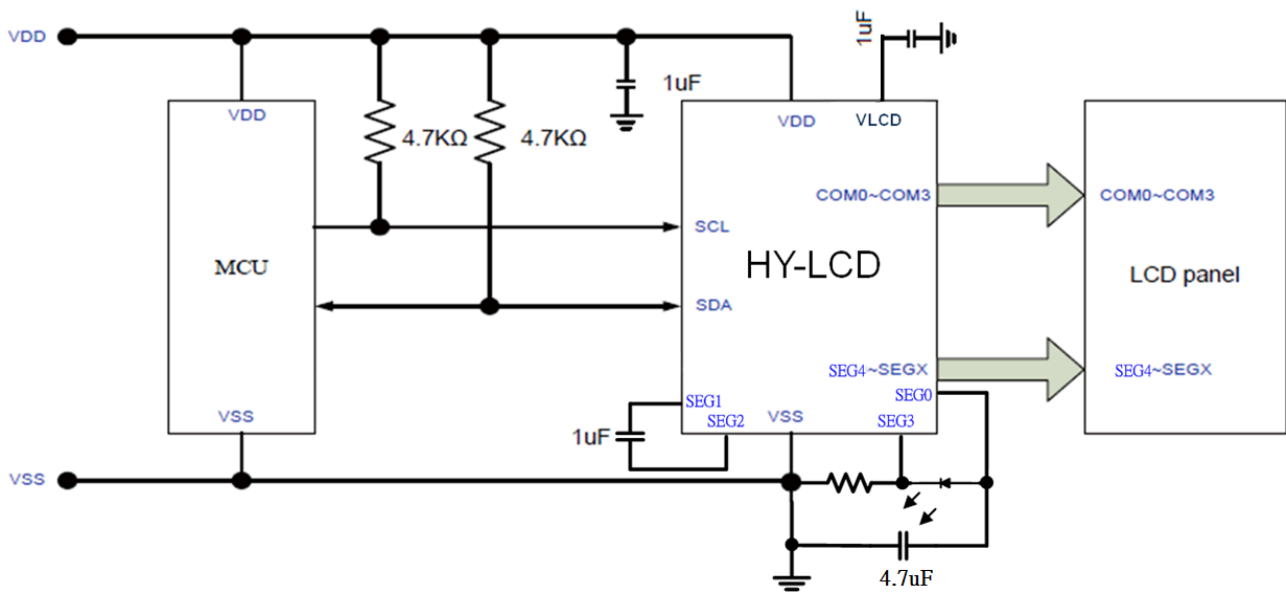 VDD
1uF
1uF
VDD
4.7KΩ
4.7KΩ
VDD
VLCD
COM0~COM3
COM0~COM3
SCL
MCU
HY-LCD
LCD panel
SDA
SEG4~SEGX
SEG4~SEGX
SEG0
SEG1
VSS
SEG2
VSS
SEG3
1uF
VSS
4.7uF